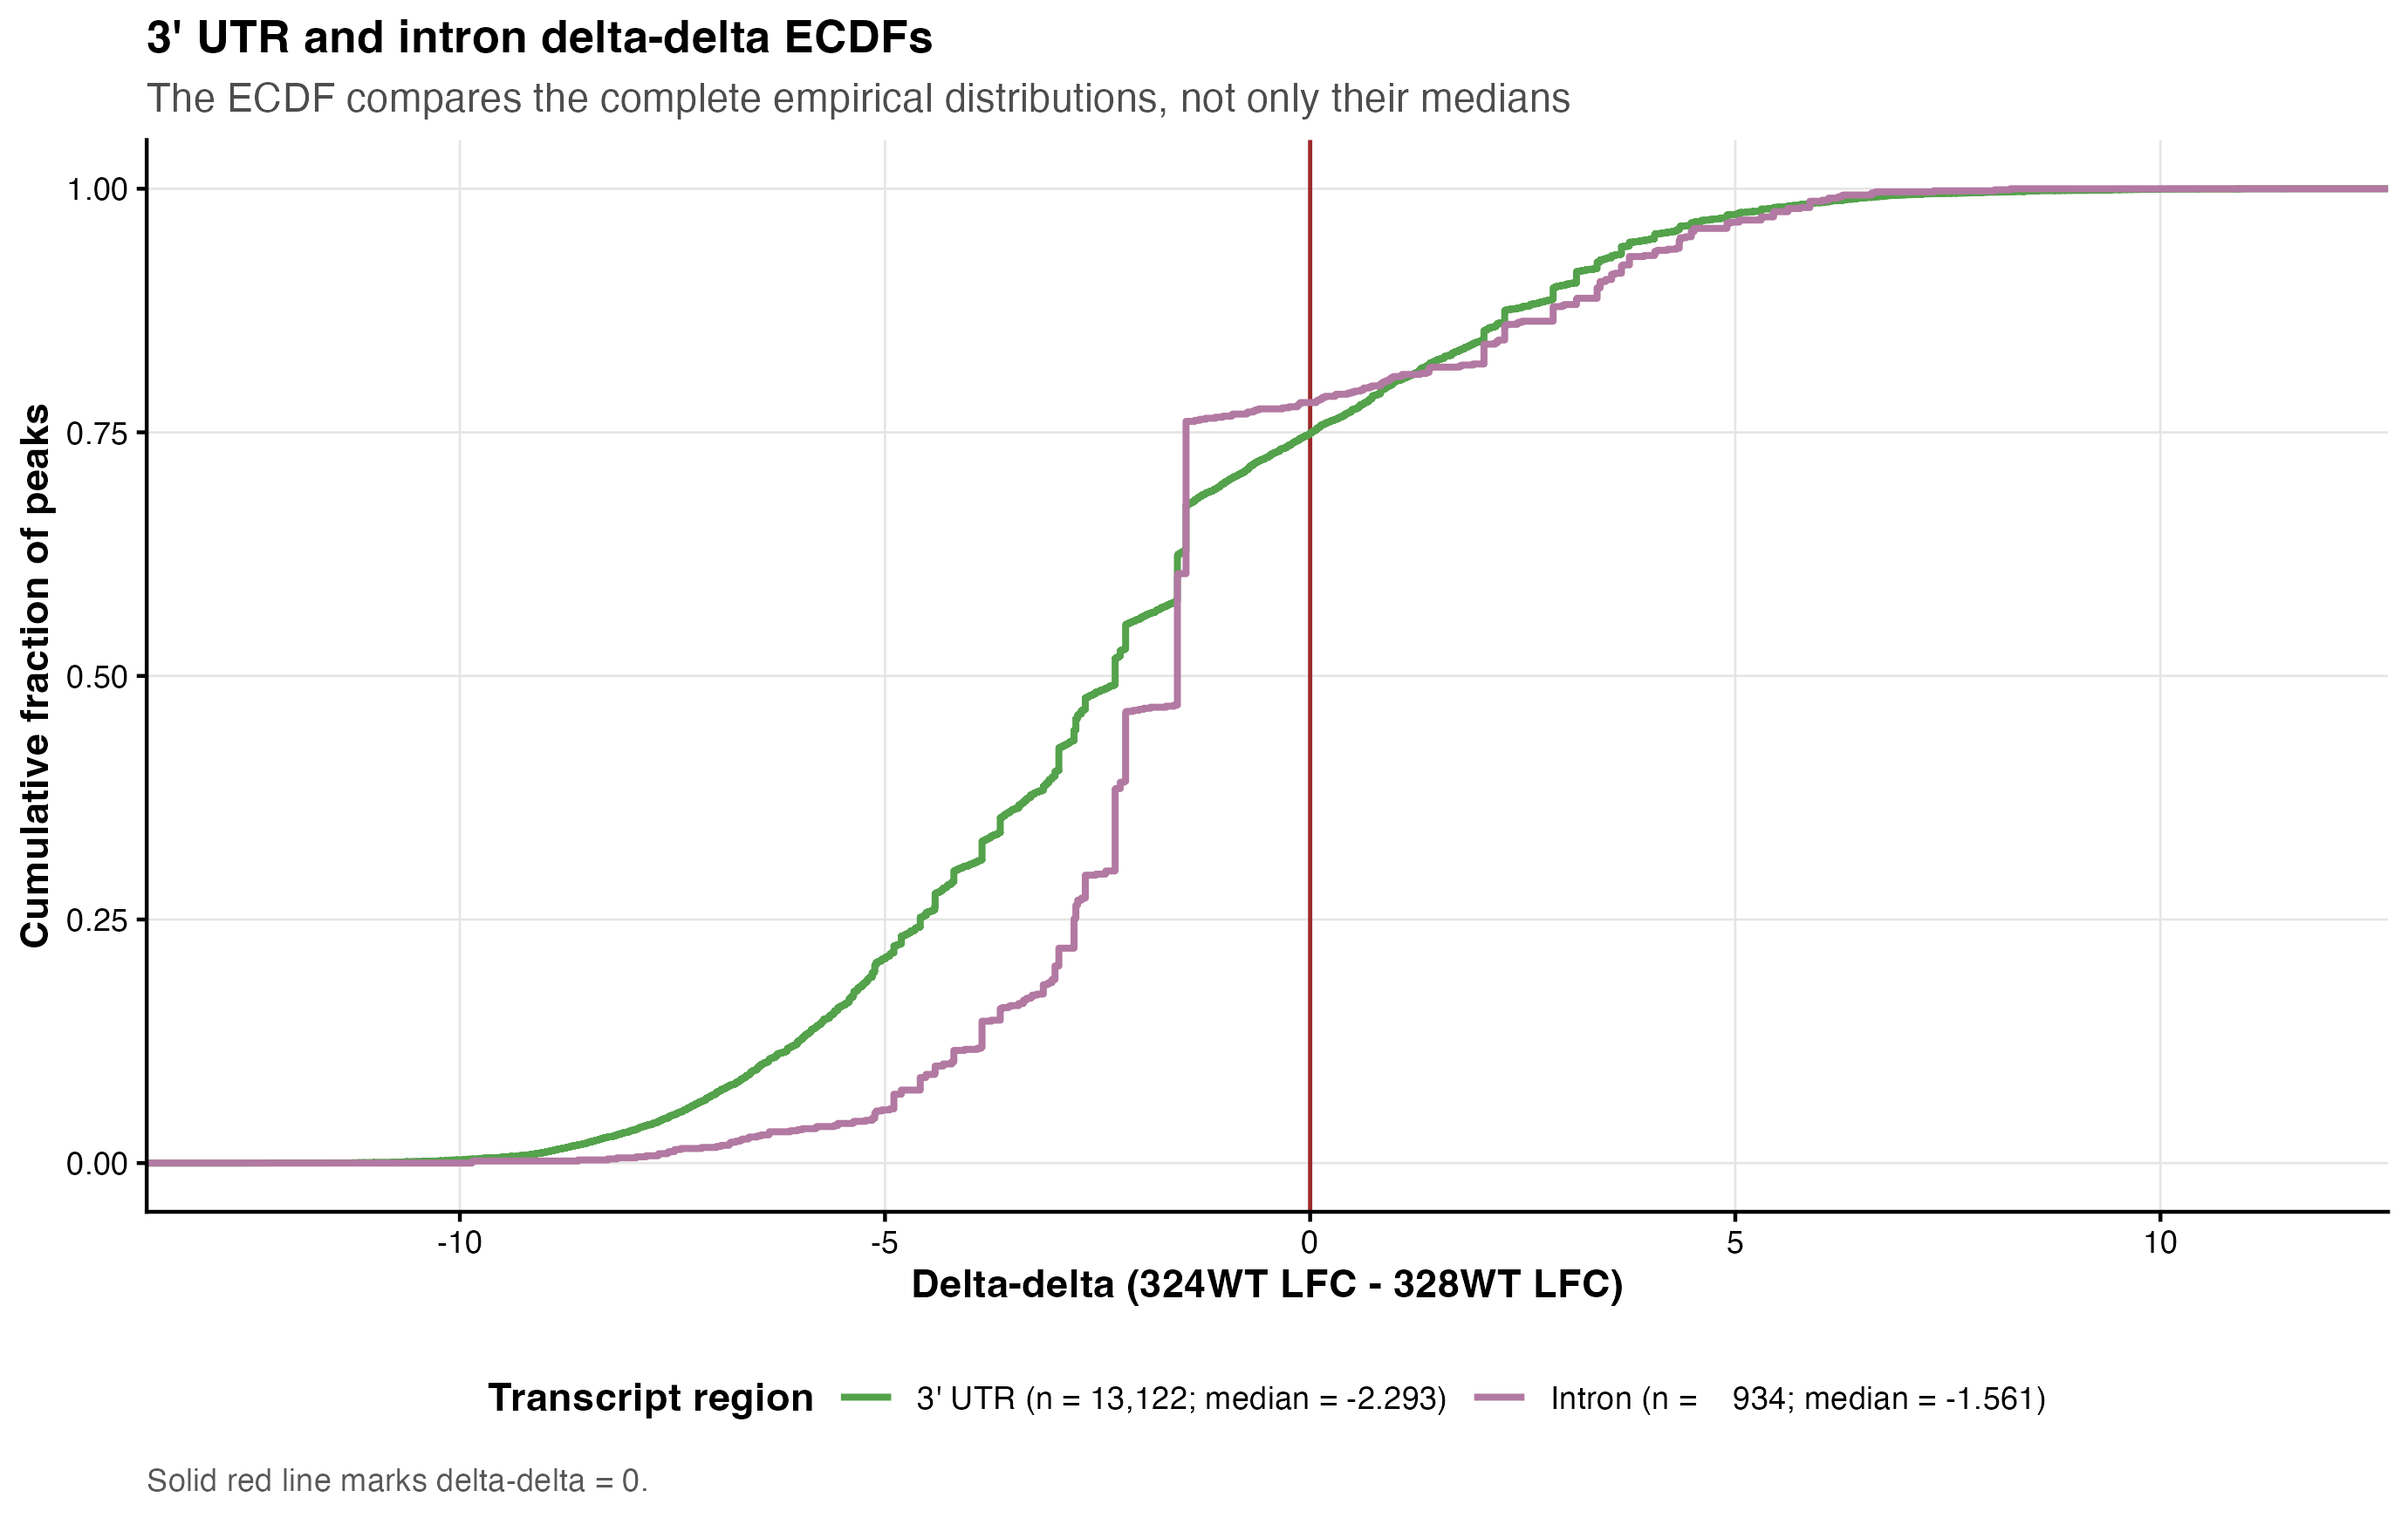 3' UTR and intron delta-delta ECDFs
The ECDF compares the complete empirical distributions, not only their medians
Cumulative fraction of peaks
1.00
0.75
0.50
0.25
0.00
-10 -5 0 5 10
Delta-delta (324WT LFC - 328WT LFC)
Transcript region 3' UTR (n = 13,122; median = -2.293) Intron (n = 934; median = -1.561)
Solid red line marks delta-delta = 0.